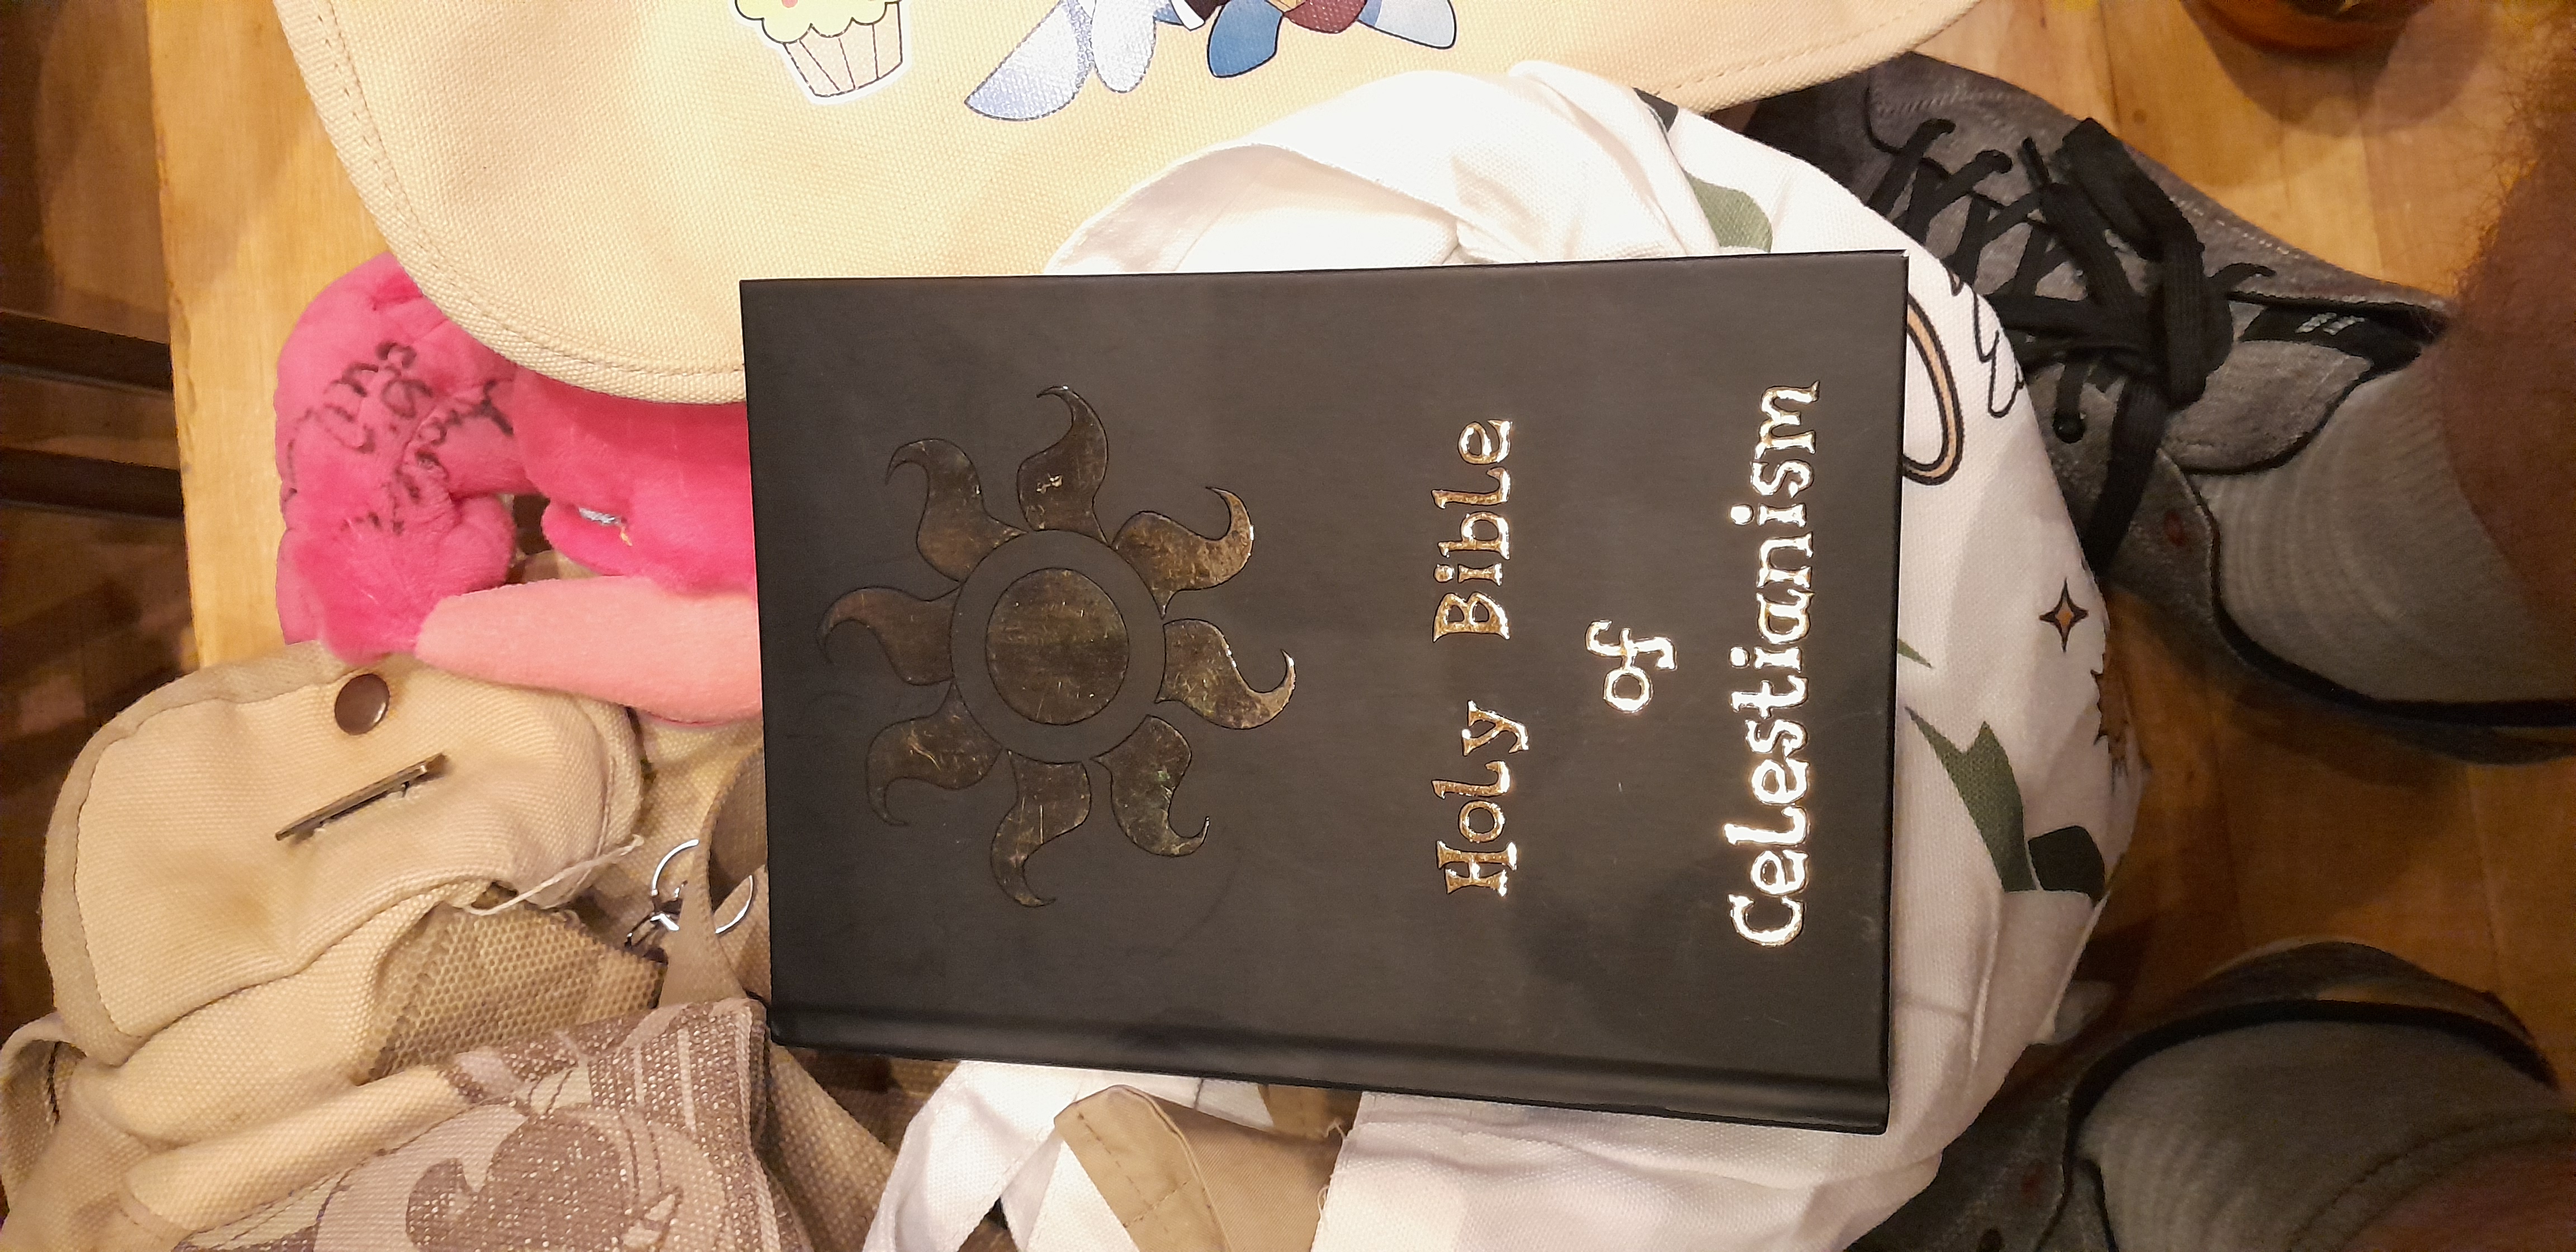 Holy Bible
of
Celestianism